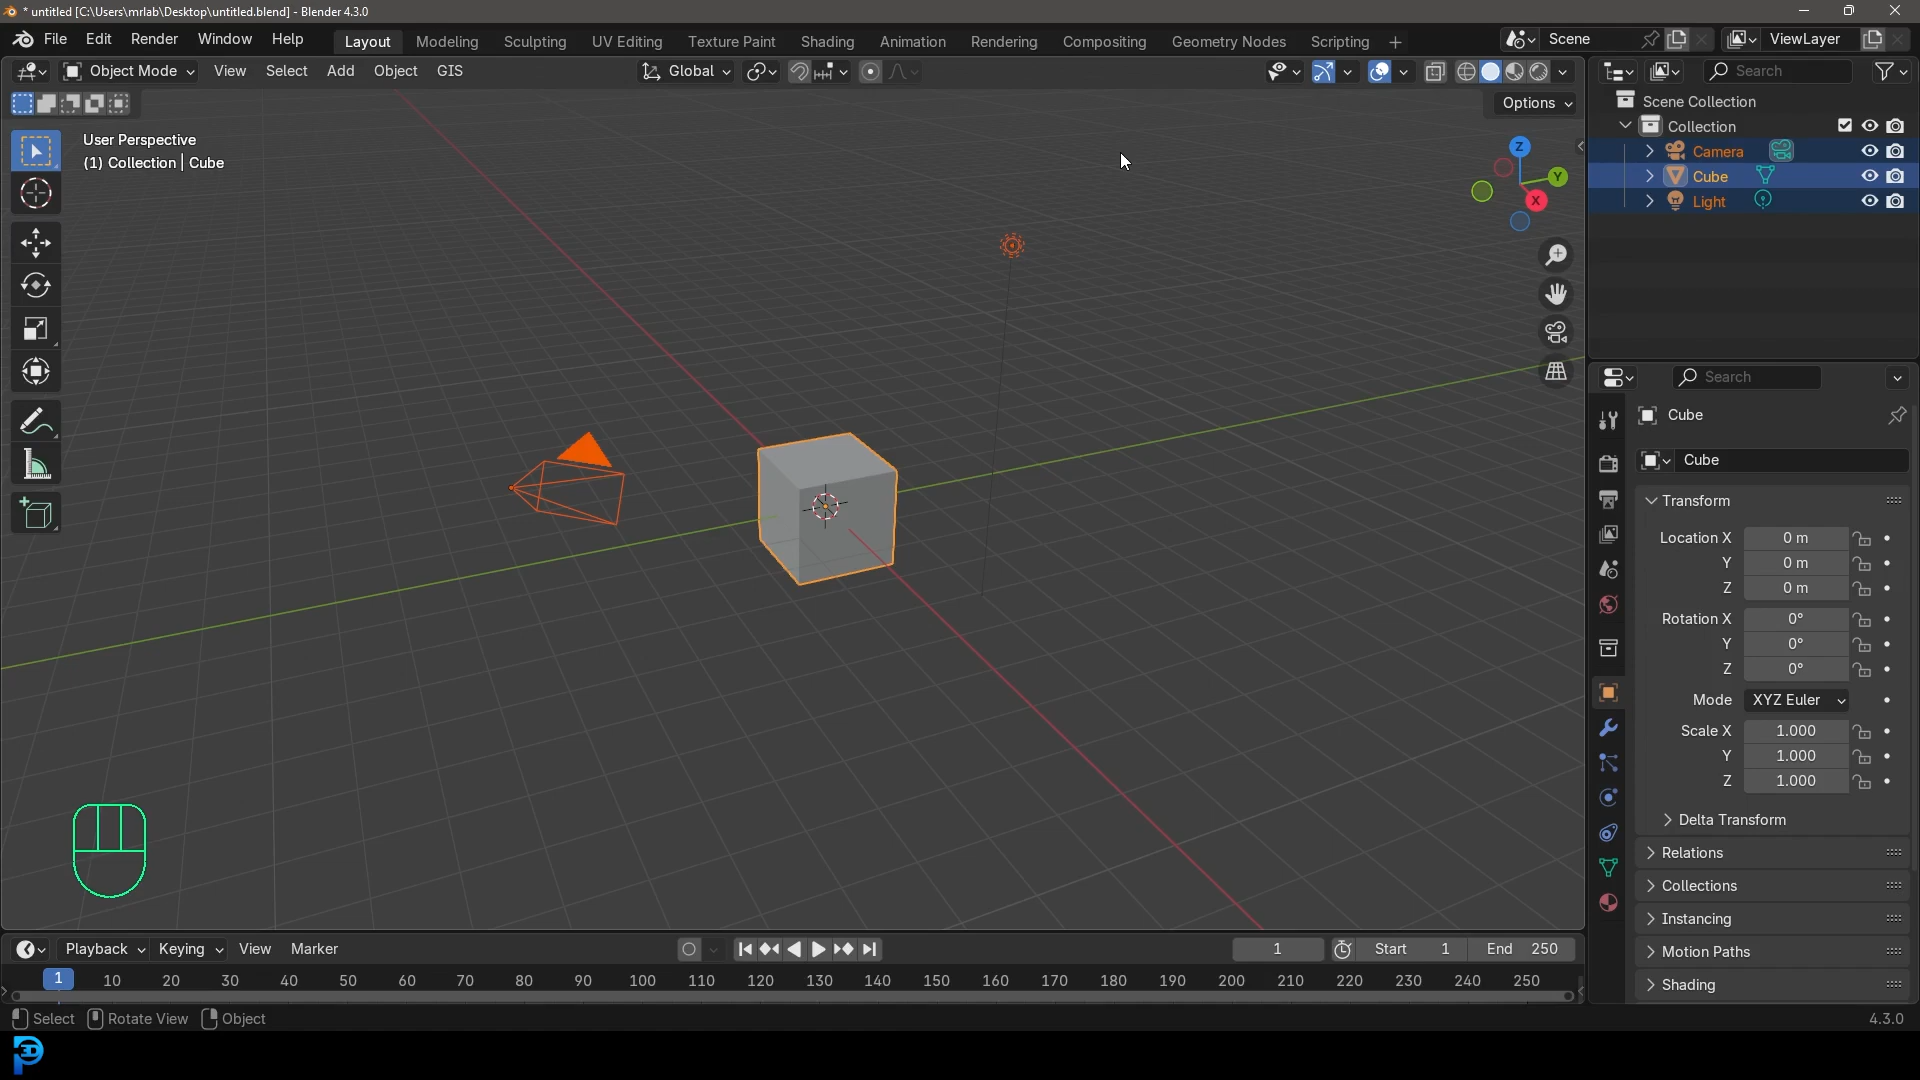 * untitled [C:\Users\mrlab\Desktop\untitled.blend] - Blender 4.3.0
File Edit Render Window Help Layout Modeling Sculpting UV Editing Texture Paint Shading Animation Rendering Compositing Geometry Nodes Scripting + Scene ViewLayer
Object Mode View Select Add Object GIS Global Search
Options
User Perspective
(1) Collection | Cube
Z
Y
X
Scene Collection
Collection
Camera
Cube
Light
Search
Cube
Cube
Transform
Location X 0 m
Y 0 m
Z 0 m
Rotation X 0°
Y 0°
Z 0°
Mode XYZ Euler
Scale X 1.000
Y 1.000
Z 1.000
Delta Transform
Relations
Collections
Instancing
Motion Paths
Shading
Playback Keying View Marker 1 Start 1 End 250
1 10 20 30 40 50 60 70 80 90 100 110 120 130 140 150 160 170 180 190 200 210 220 230 240 250
Select Rotate View Object 4.3.0
3D